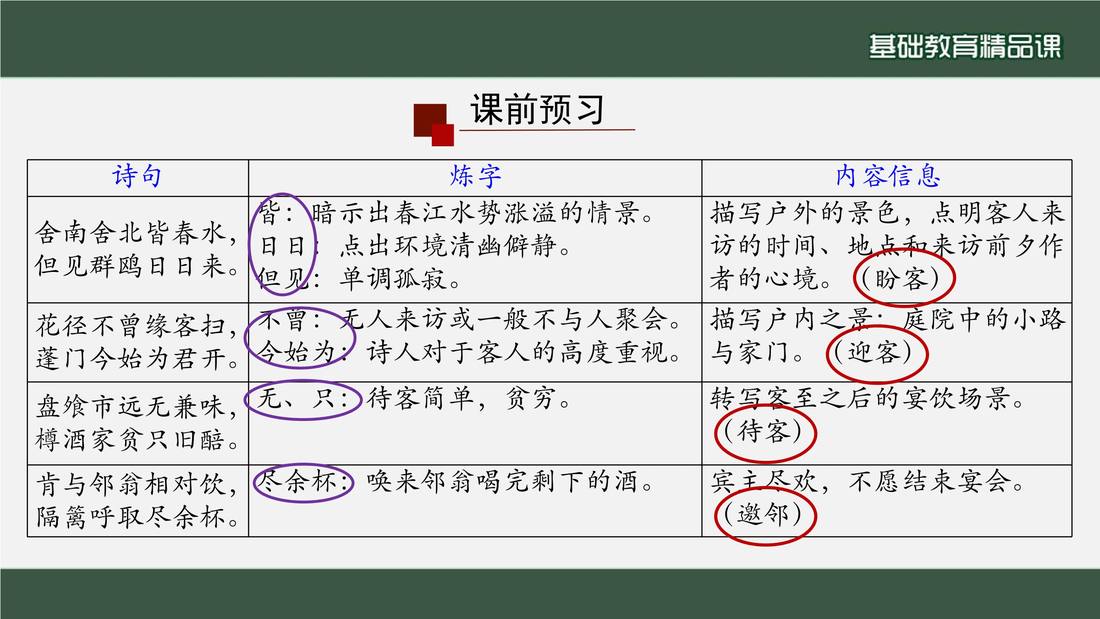 基础教育精品课
课前预习
诗句
炼字
内容信息
舍南舍北皆春水，
但见群鸥日日来。
皆：暗示出春江水势涨溢的情景。
日日：点出环境清幽僻静。
但见：单调孤寂。
描写户外的景色，点明客人来
访的时间、地点和来访前夕作
者的心境。（盼客）
花径不曾缘客扫，
蓬门今始为君开。
不曾：无人来访或一般不与人聚会。
今始为：诗人对于客人的高度重视。
描写户内之景：庭院中的小路
与家门。（迎客）
盘飧市远无兼味，
樽酒家贫只旧醅。
无、只：待客简单，贫穷。
转写客至之后的宴饮场景。
（待客）
肯与邻翁相对饮，
隔篱呼取尽余杯。
尽余杯：唤来邻翁喝完剩下的酒。
宾主尽欢，不愿结束宴会。
（邀邻）